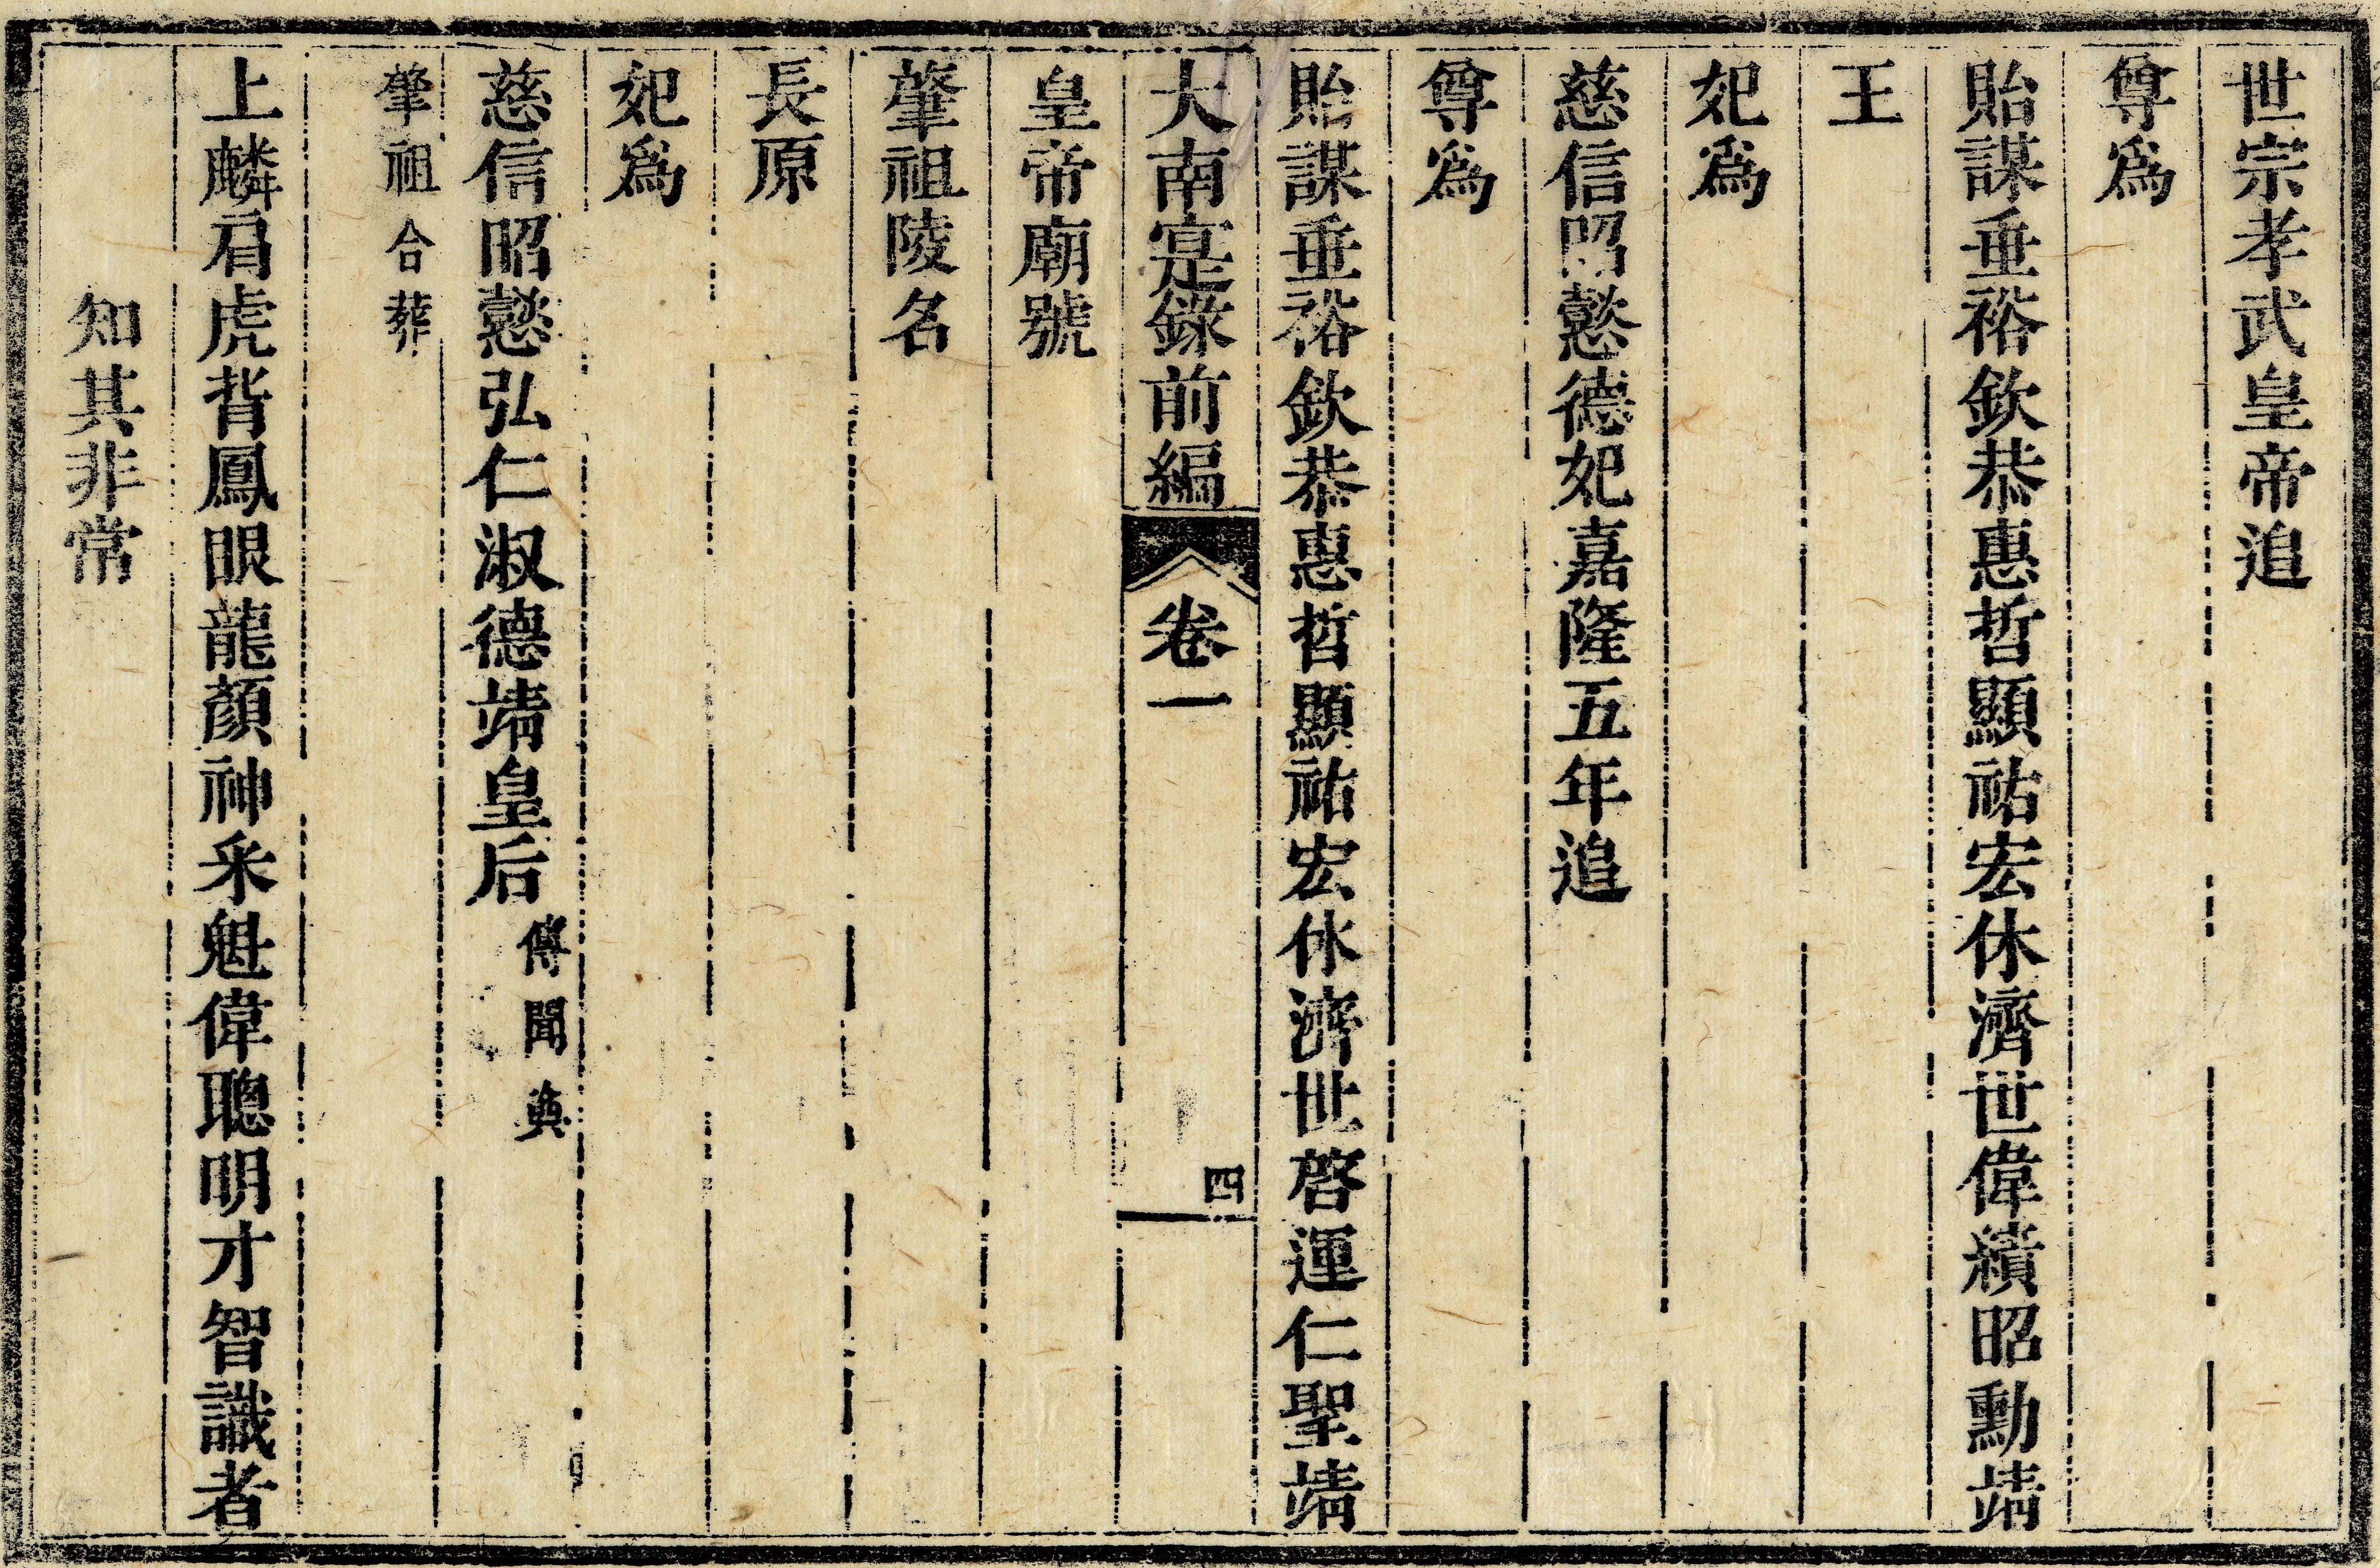 世宗孝武皇帝追
尊爲
貽謀垂裕欽恭惠哲顯祐宏休濟世偉績昭勳靖
王
妃爲
慈信昭懿德妃嘉隆五年追
尊爲
貽謀垂裕欽恭惠哲顯祐宏休濟世啓運仁聖靖
大南寔錄前編 卷一 四
皇帝廟號
肇祖陵名
長原
妃爲
慈信昭懿弘仁淑德靖皇后傳聞與
肇祖合葬
上麟肩虎背鳳眼龍顏神采魁偉聰明才智識者
知其非常